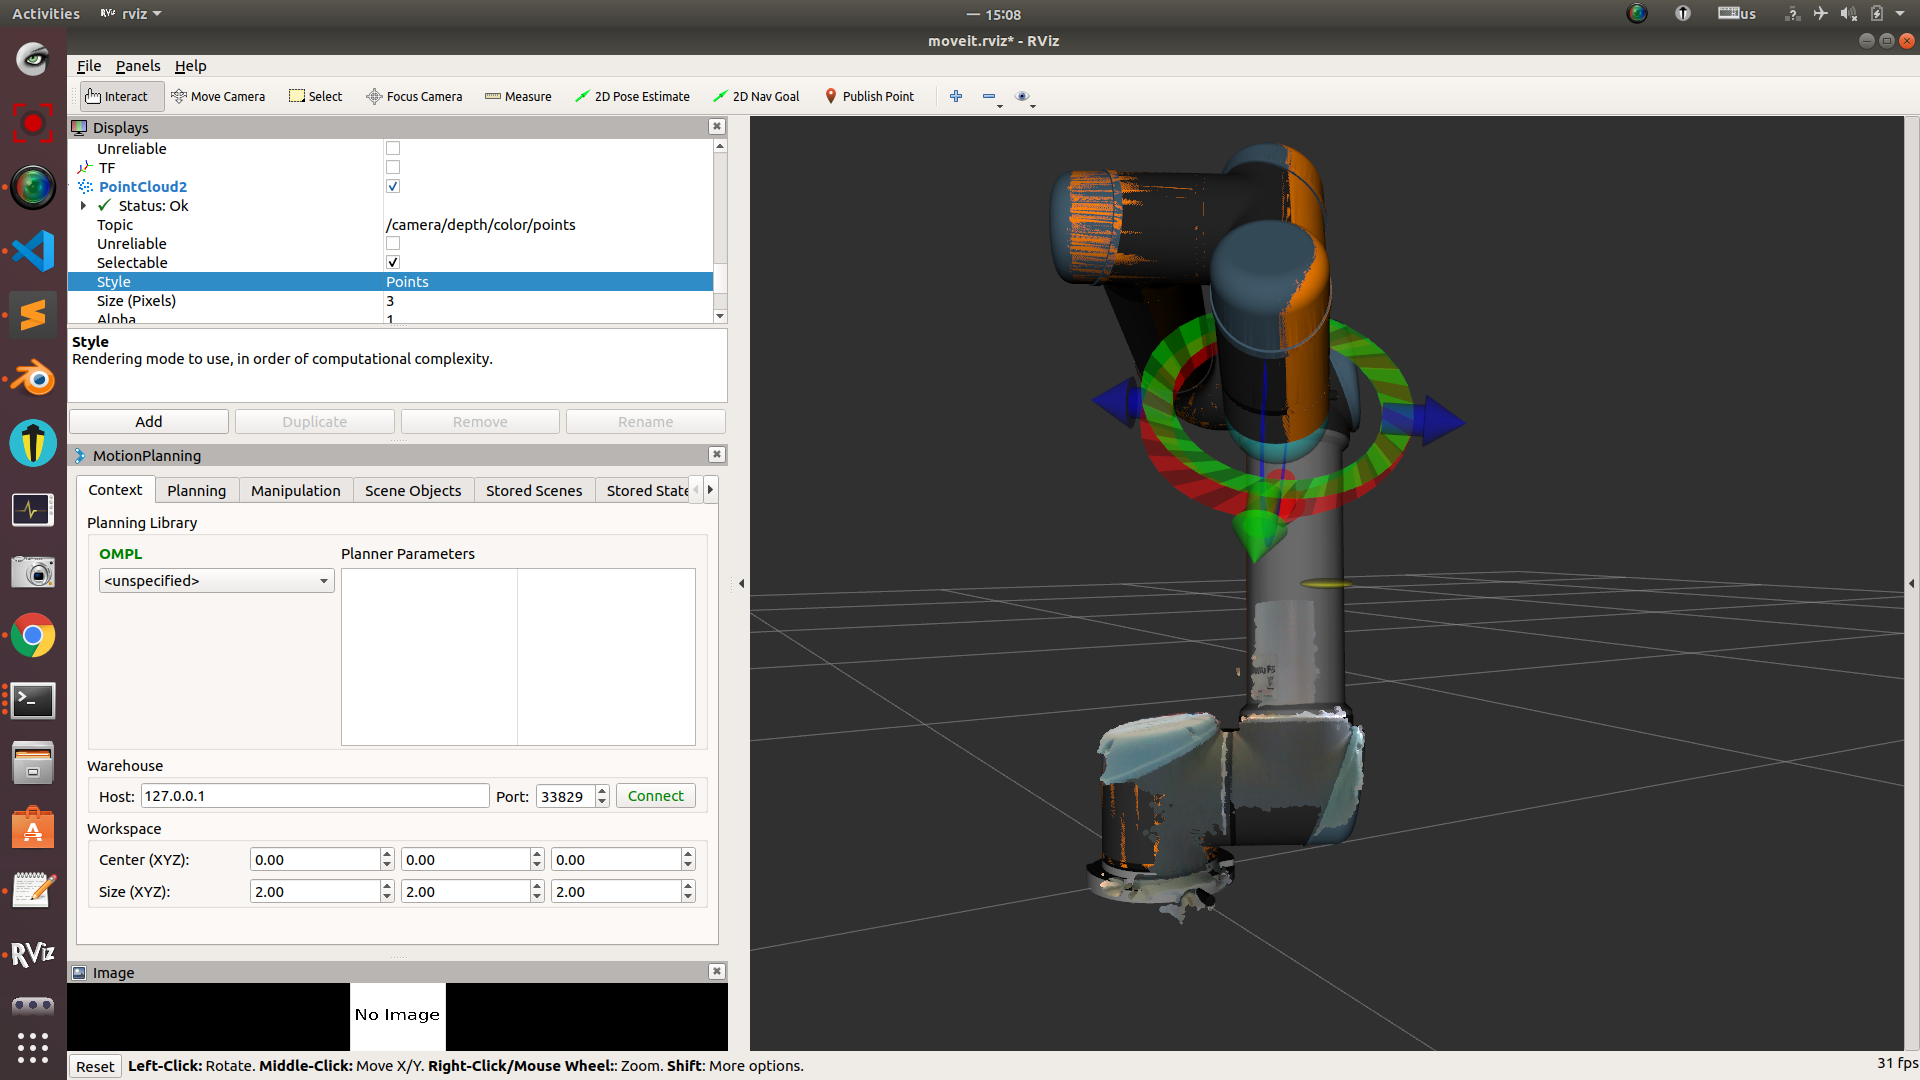 Activities RViz rviz 15:08 us
moveit.rviz* - RViz
File Panels Help
Interact Move Camera Select Focus Camera Measure 2D Pose Estimate 2D Nav Goal Publish Point
Displays
Unreliable
TF
PointCloud2
Status: Ok
Topic /camera/depth/color/points
Unreliable
Selectable
Style Points
Size (Pixels) 3
Alpha 1
Style
Rendering mode to use, in order of computational complexity.
Add Duplicate Remove Rename
MotionPlanning
Context Planning Manipulation Scene Objects Stored Scenes Stored State
Planning Library
OMPL Planner Parameters
<unspecified>
Warehouse
Host: 127.0.0.1 Port: 33829 Connect
Workspace
Center (XYZ): 0.00 0.00 0.00
Size (XYZ): 2.00 2.00 2.00
RViz
Image
No Image
Reset Left-Click: Rotate. Middle-Click: Move X/Y. Right-Click/Mouse Wheel:: Zoom. Shift: More options. 31 fps